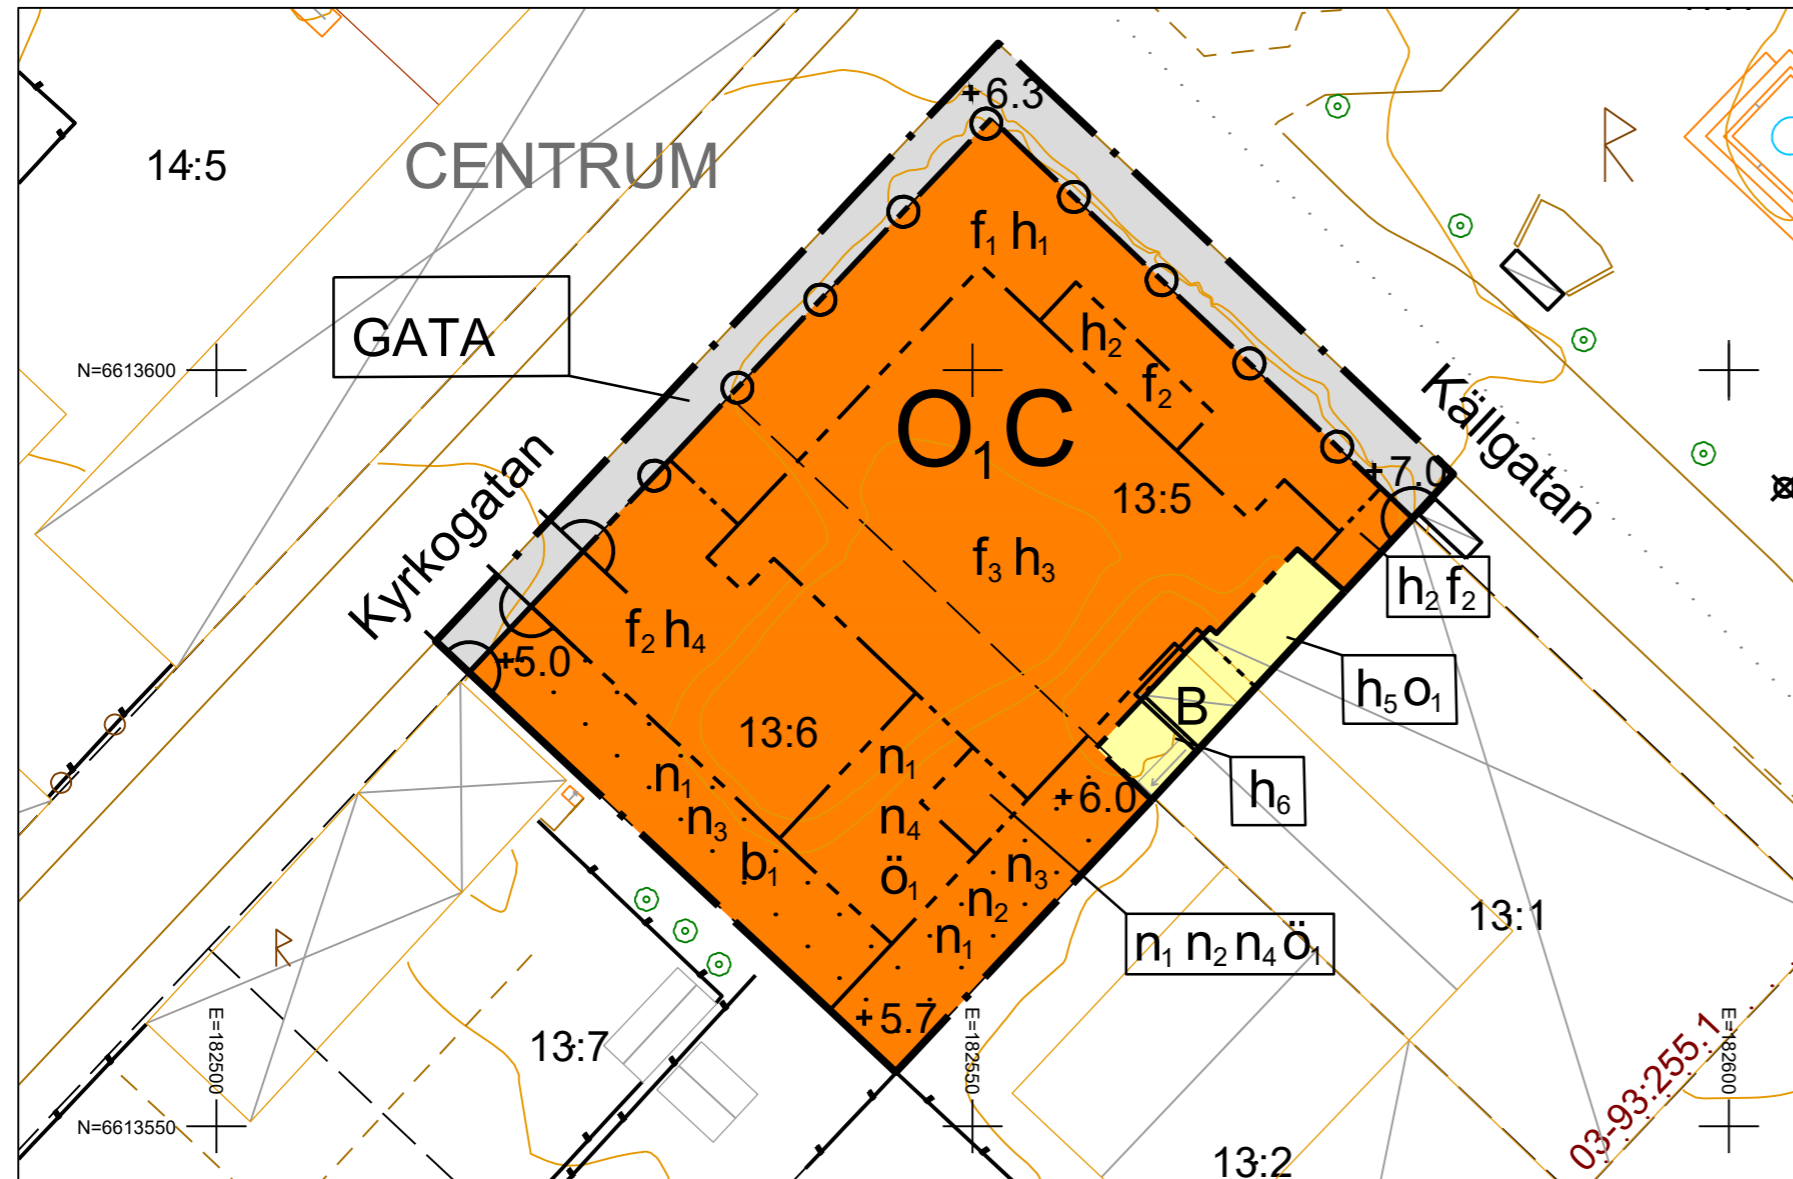 14:5
CENTRUM
+6.3
f₁ h₁
GATA
h₂
f₂
N=6613600
O₁C
Källgatan
Kyrkogatan
+7.0
13:5
f₃ h₃
h₂ f₂
f₂ h₄
+5.0
h₅ o₁
B
13:6
n₁
n₁
h₆
+6.0
n₃
n₄
b₁
ö₁
n₃
n₂
n₁
n₁ n₂ n₄ ö₁
13:1
+5.7
13:7
E=182500
E=182550
E=182600
03-93:255.1
N=6613550
13:2